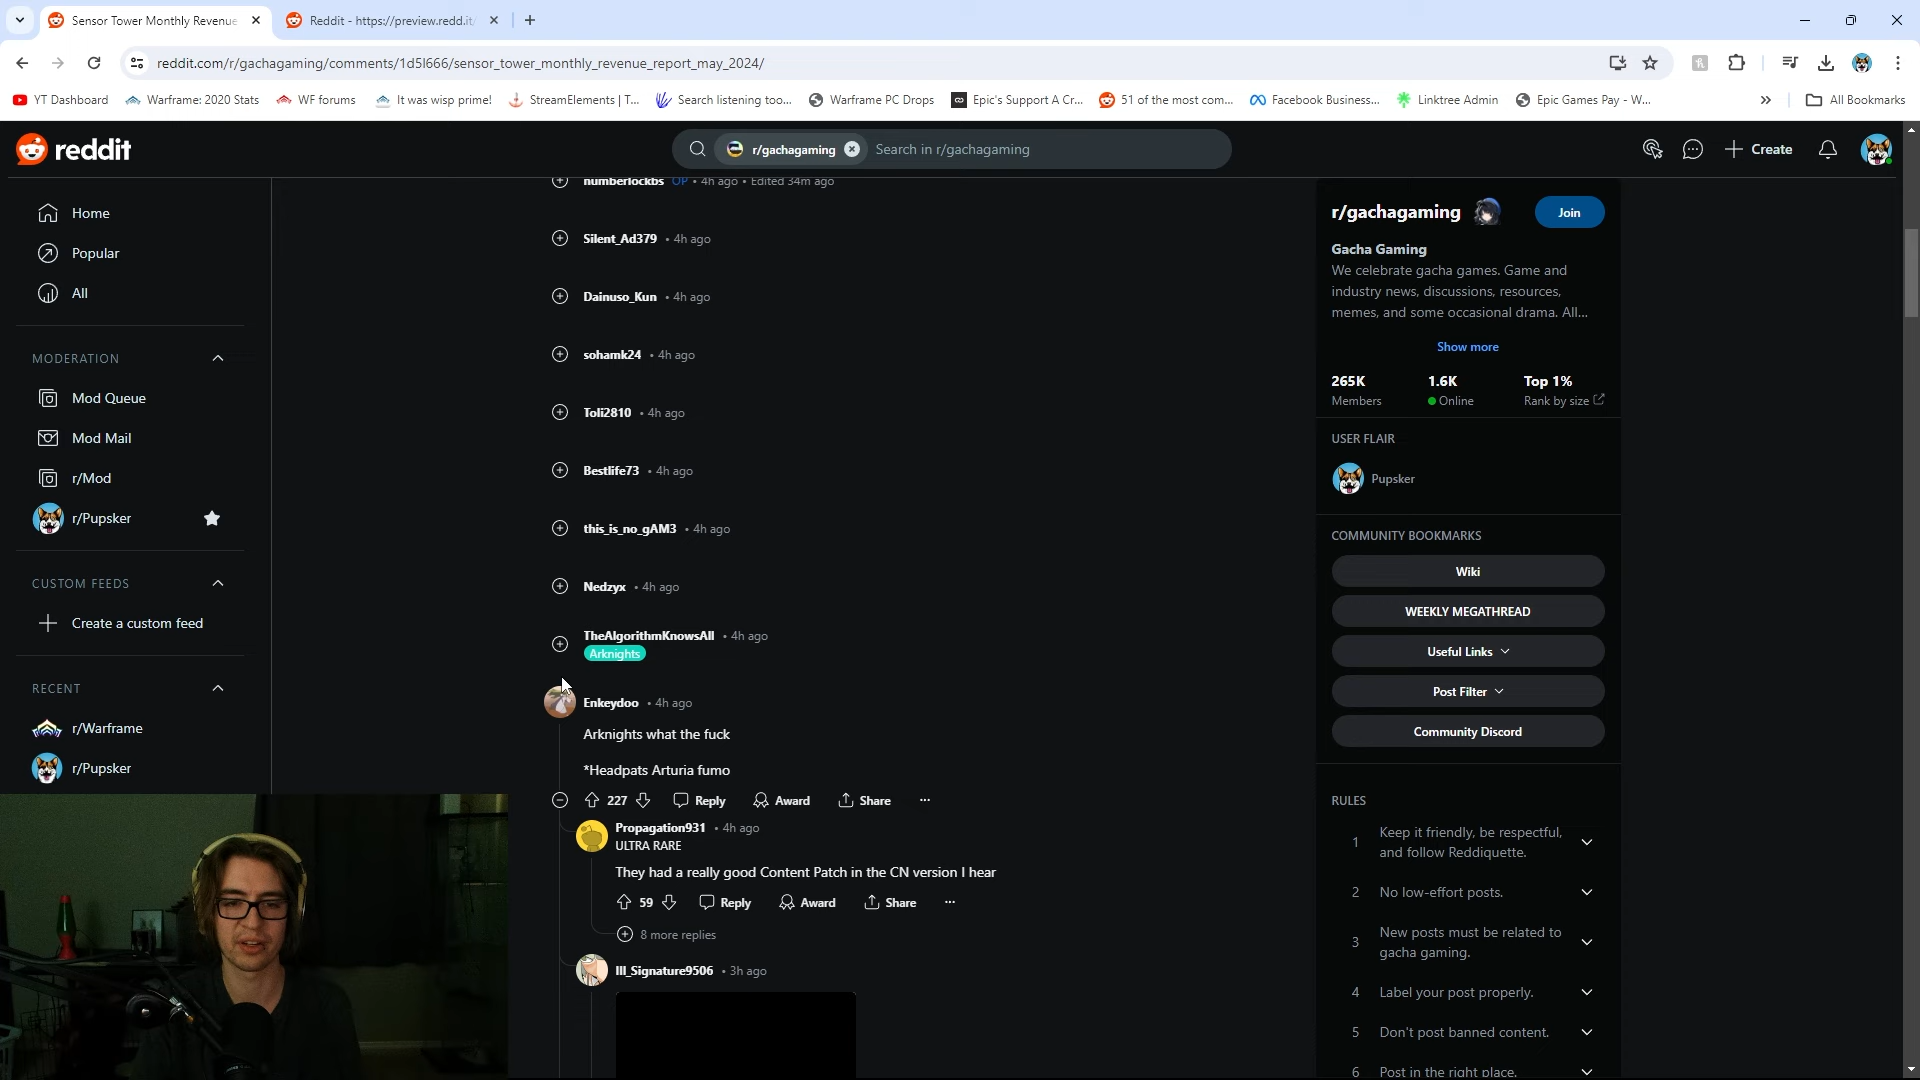 Sensor Tower Monthly Revenue
Reddit - https://preview.redd.it/
reddit.com/r/gachagaming/comments/1d5l666/sensor_tower_monthly_revenue_report_may_2024/
YT Dashboard
Warframe: 2020 Stats
WF forums
It was wisp prime!
StreamElements | T...
Search listening too...
Warframe PC Drops
Epic's Support A Cr...
51 of the most com...
Facebook Business...
Linktree Admin
Epic Games Pay - W...
All Bookmarks
reddit
r/gachagaming
Search in r/gachagaming
Create
Home
Popular
All
MODERATION
Mod Queue
Mod Mail
r/Mod
r/Pupsker
CUSTOM FEEDS
Create a custom feed
RECENT
r/Warframe
r/Pupsker
numberlockbs OP • 4h ago • Edited 34m ago
Silent_Ad379 • 4h ago
Dainuso_Kun • 4h ago
sohamk24 • 4h ago
Toli2810 • 4h ago
Bestlife73 • 4h ago
this_is_no_gAM3 • 4h ago
Nedzyx • 4h ago
TheAlgorithmKnowsAll • 4h ago
Arknights
Enkeydoo • 4h ago
Arknights what the fuck
*Headpats Arturia fumo
227 Reply Award Share ...
Propagation931 • 4h ago
ULTRA RARE
They had a really good Content Patch in the CN version I hear
59 Reply Award Share ...
8 more replies
Ill_Signature9506 • 3h ago
r/gachagaming
Join
Gacha Gaming
We celebrate gacha games. Game and
industry news, discussions, resources,
memes, and some occasional drama. All...
Show more
265K 1.6K Top 1%
Members Online Rank by size
USER FLAIR
Pupsker
COMMUNITY BOOKMARKS
Wiki
WEEKLY MEGATHREAD
Useful Links
Post Filter
Community Discord
RULES
1 Keep it friendly, be respectful,
and follow Reddiquette.
2 No low-effort posts.
3 New posts must be related to
gacha gaming.
4 Label your post properly.
5 Don't post banned content.
6 Post in the right place.